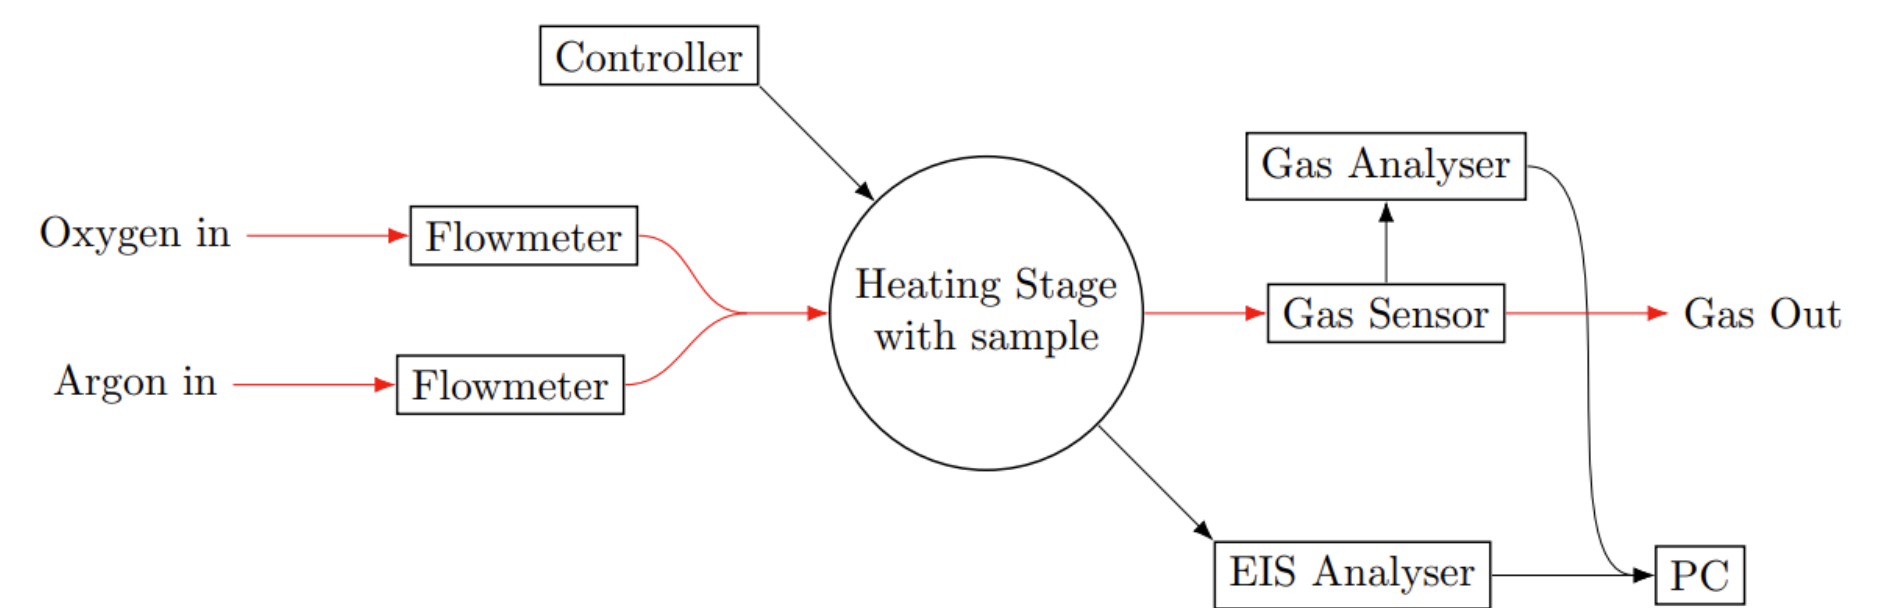 Controller
Gas Analyser
Oxygen in
Flowmeter
Heating Stage
with sample
Gas Sensor
Gas Out
Argon in
Flowmeter
EIS Analyser
PC